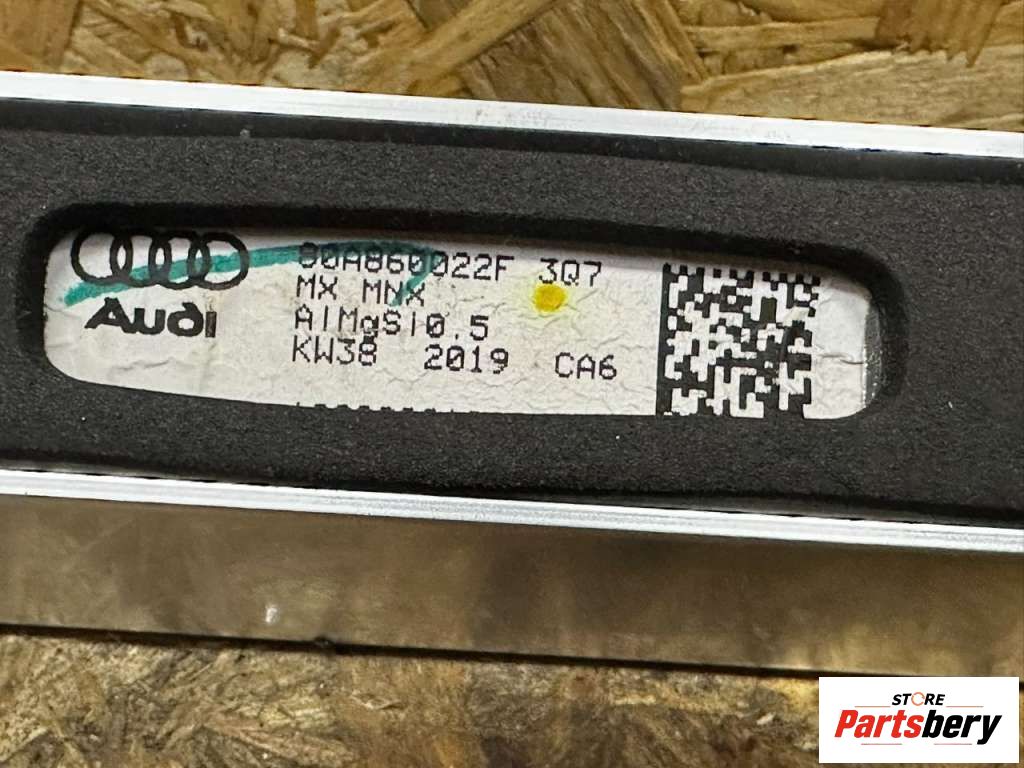 80A860022F 3Q7
MX MNX
AlMgSi0.5
KW38 2019 CA6
Audi
STORE
Partsbery